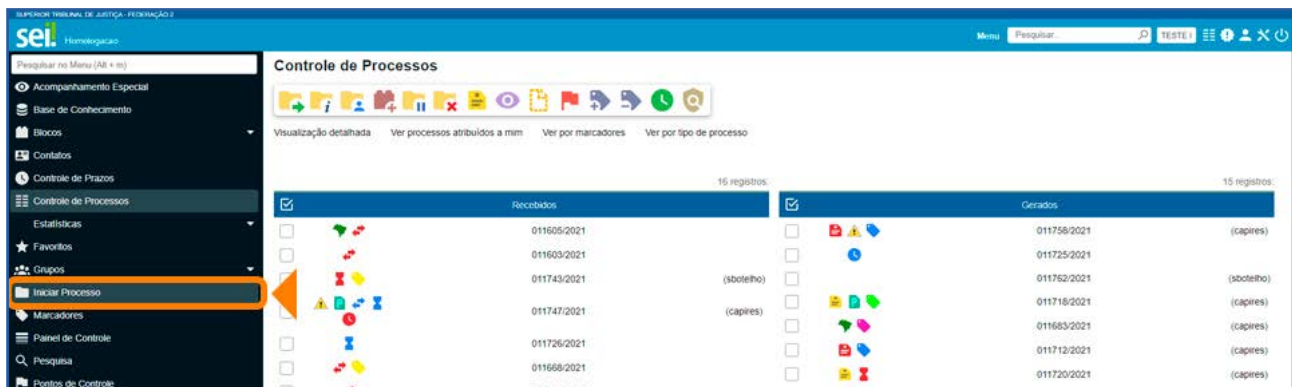 SUPERIOR TRIBUNAL DE JUSTIÇA - FEDERAÇÃO 2
sei! Homologacao
Menu Pesquisar... TESTE I
Pesquisar no Menu (Alt + m)
Acompanhamento Especial
Base de Conhecimento
Blocos
Contatos
Controle de Prazos
Controle de Processos
Estatísticas
Favoritos
Grupos
Iniciar Processo
Marcadores
Painel de Controle
Pesquisa
Pontos de Controle
Controle de Processos
Visualização detalhada Ver processos atribuídos a mim Ver por marcadores Ver por tipo de processo
16 registros:
Recebidos
011605/2021
011603/2021
011743/2021 (sbotelho)
011747/2021 (capires)
011726/2021
011668/2021
15 registros:
Gerados
011758/2021 (capires)
011725/2021
011762/2021 (sbotelho)
011718/2021 (capires)
011683/2021 (capires)
011712/2021 (capires)
011720/2021 (capires)